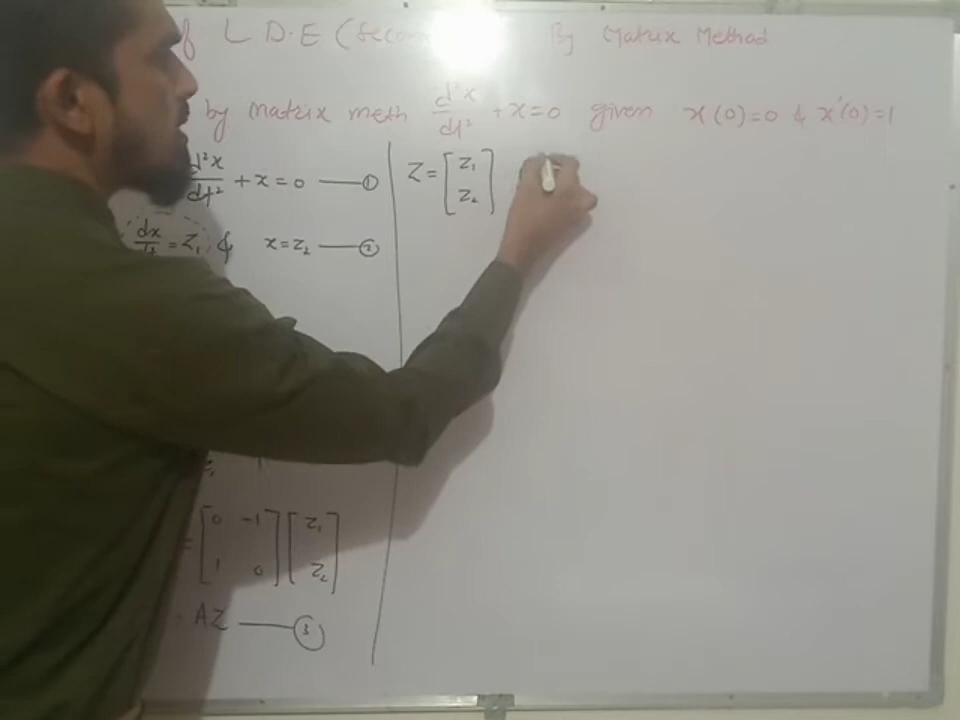 f L D.E (Secon By Matrix Method
by matrix meth d²x/dt² + x = 0 given x(0)=0 & x'(0)=1
d²x/dt² + x = 0 —— ①
dx/dt = Z₁ & x = Z₂ —— ②
= [0 -1; 1 0] [Z₁; Z₂]
AZ —— ③
Z = [Z₁; Z₂]